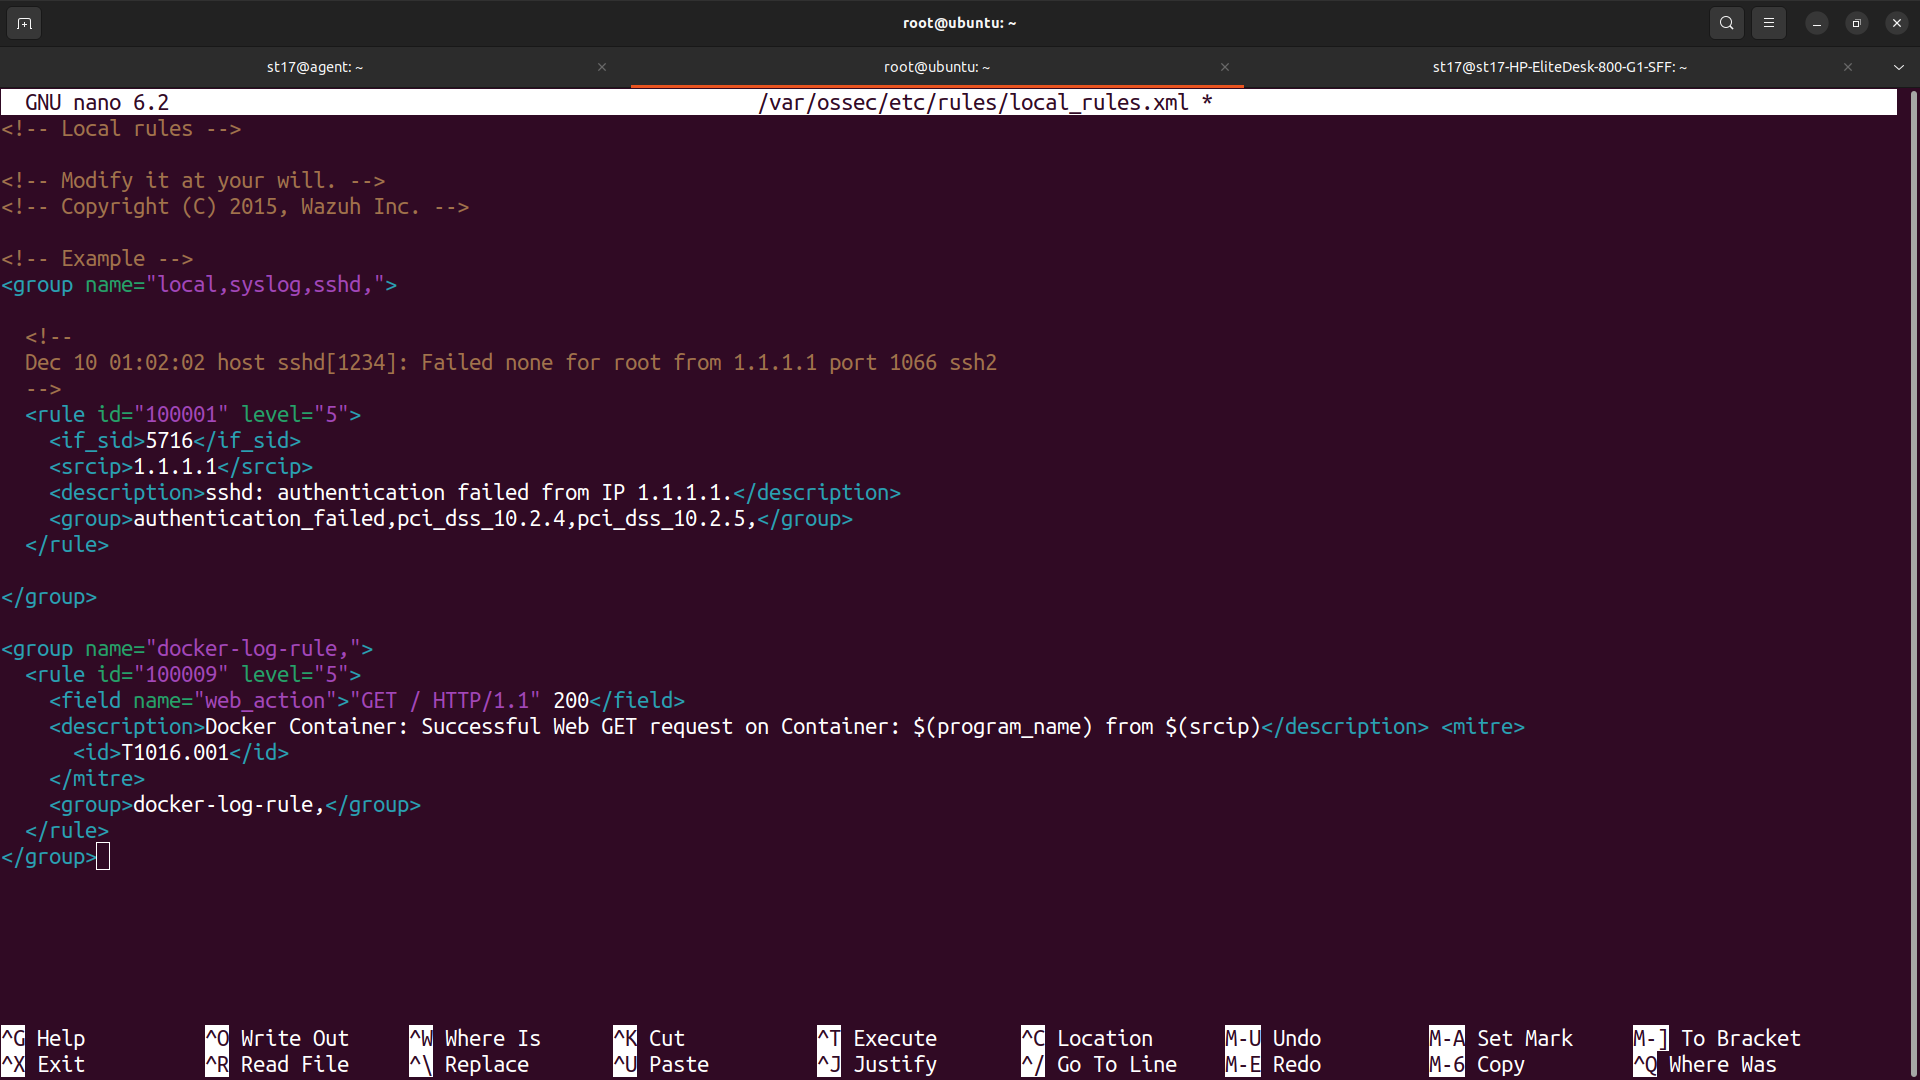 root@ubuntu: ~
st17@agent: ~
root@ubuntu: ~
st17@st17-HP-EliteDesk-800-G1-SFF: ~
GNU nano 6.2 /var/ossec/etc/rules/local_rules.xml *
<!-- Local rules -->
<!-- Modify it at your will. -->
<!-- Copyright (C) 2015, Wazuh Inc. -->
<!-- Example -->
<group name="local,syslog,sshd,">
<!--
Dec 10 01:02:02 host sshd[1234]: Failed none for root from 1.1.1.1 port 1066 ssh2
-->
<rule id="100001" level="5">
<if_sid>5716</if_sid>
<srcip>1.1.1.1</srcip>
<description>sshd: authentication failed from IP 1.1.1.1.</description>
<group>authentication_failed,pci_dss_10.2.4,pci_dss_10.2.5,</group>
</rule>
</group>
<group name="docker-log-rule,">
<rule id="100009" level="5">
<field name="web_action">"GET / HTTP/1.1" 200</field>
<description>Docker Container: Successful Web GET request on Container: $(program_name) from $(srcip)</description> <mitre>
<id>T1016.001</id>
</mitre>
<group>docker-log-rule,</group>
</rule>
</group>
^G Help ^O Write Out ^W Where Is ^K Cut ^T Execute ^C Location M-U Undo M-A Set Mark M-] To Bracket
^X Exit ^R Read File ^\ Replace ^U Paste ^J Justify ^/ Go To Line M-E Redo M-6 Copy ^Q Where Was